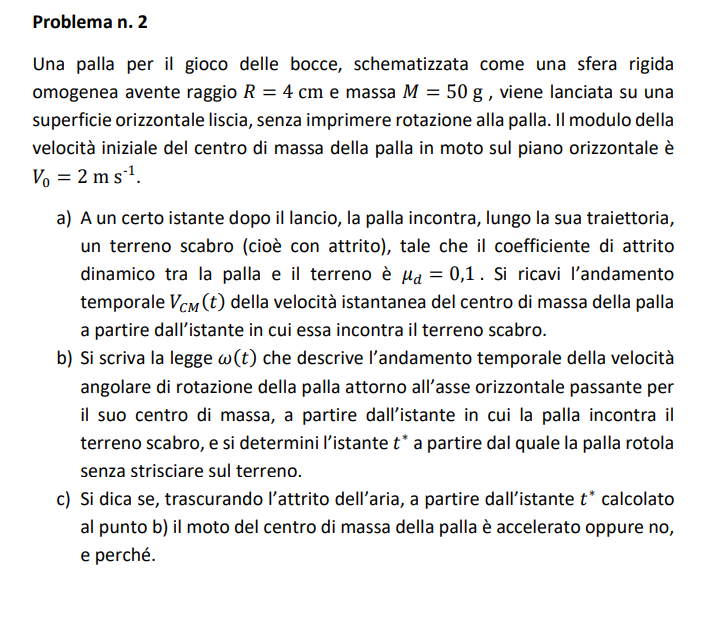 Problema n. 2
Una palla per il gioco delle bocce, schematizzata come una sfera rigida
omogenea avente raggio R = 4 cm e massa M = 50 g , viene lanciata su una
superficie orizzontale liscia, senza imprimere rotazione alla palla. Il modulo della
velocità iniziale del centro di massa della palla in moto sul piano orizzontale è
V₀ = 2 m s⁻¹.
a) A un certo istante dopo il lancio, la palla incontra, lungo la sua traiettoria,
un terreno scabro (cioè con attrito), tale che il coefficiente di attrito
dinamico tra la palla e il terreno è μ_d = 0,1 . Si ricavi l’andamento
temporale V_CM(t) della velocità istantanea del centro di massa della palla
a partire dall’istante in cui essa incontra il terreno scabro.
b) Si scriva la legge ω(t) che descrive l’andamento temporale della velocità
angolare di rotazione della palla attorno all’asse orizzontale passante per
il suo centro di massa, a partire dall’istante in cui la palla incontra il
terreno scabro, e si determini l’istante t* a partire dal quale la palla rotola
senza strisciare sul terreno.
c) Si dica se, trascurando l’attrito dell’aria, a partire dall’istante t* calcolato
al punto b) il moto del centro di massa della palla è accelerato oppure no,
e perché.